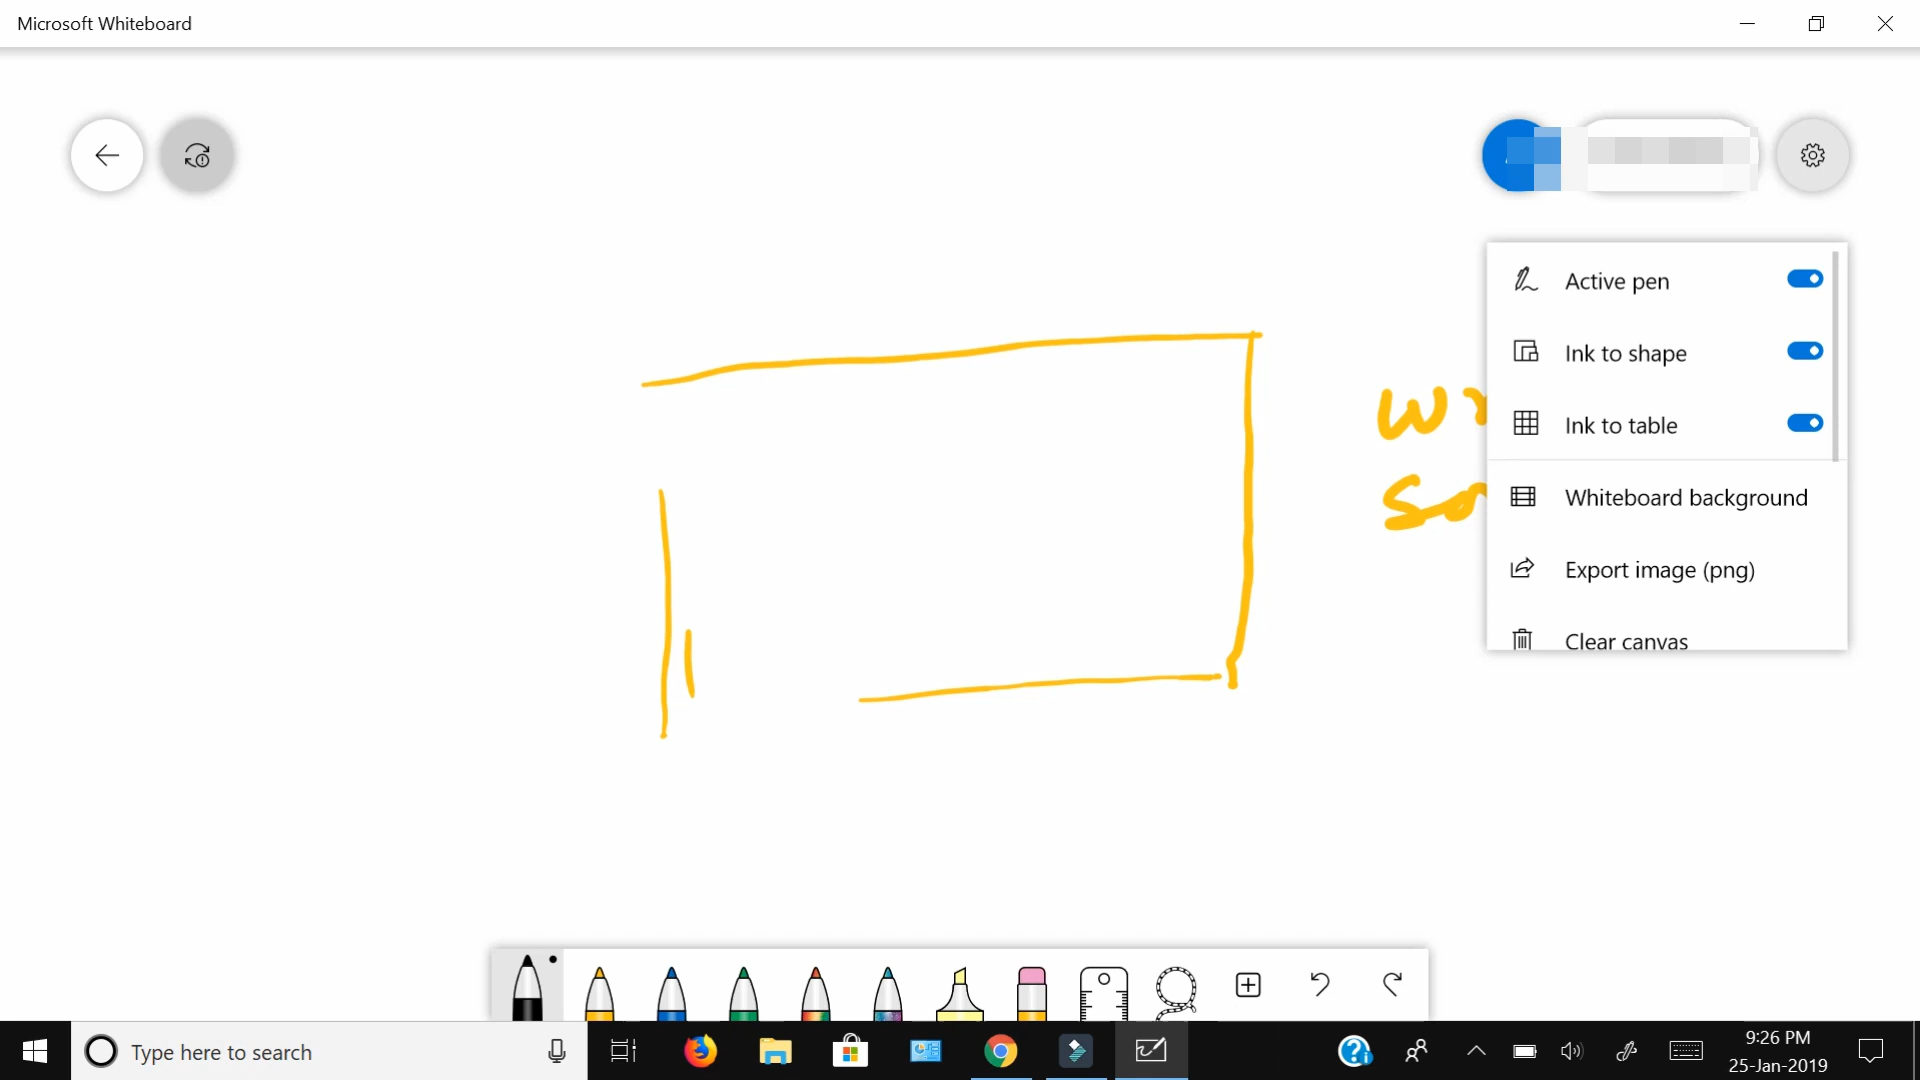 Microsoft Whiteboard
Active pen
Ink to shape
Ink to table
Whiteboard background
Export image (png)
Clear canvas
Type here to search
9:26 PM
25-Jan-2019